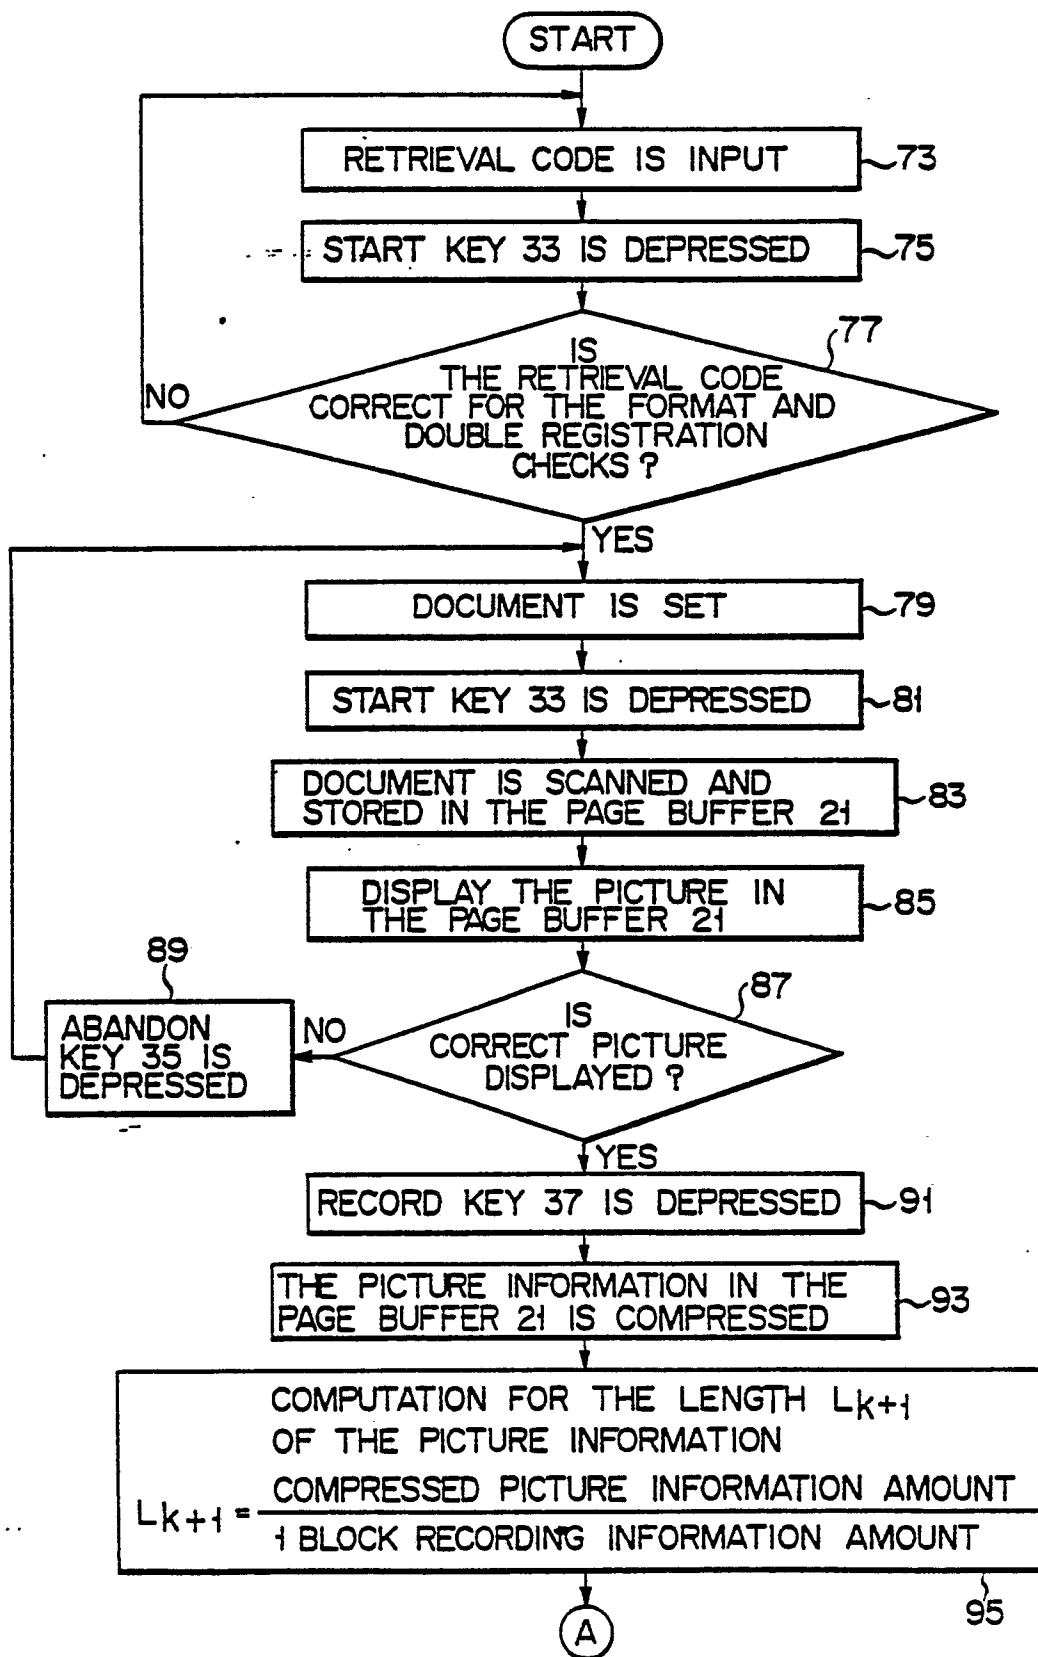 START
RETRIEVAL CODE IS INPUT
73
START KEY 33 IS DEPRESSED
75
77
IS
THE RETRIEVAL CODE
CORRECT FOR THE FORMAT AND
DOUBLE REGISTRATION
CHECKS ?
NO
YES
DOCUMENT IS SET
79
START KEY 33 IS DEPRESSED
81
DOCUMENT IS SCANNED AND
STORED IN THE PAGE BUFFER 21
83
DISPLAY THE PICTURE IN
THE PAGE BUFFER 21
85
87
IS
CORRECT PICTURE
DISPLAYED ?
NO
89
ABANDON
KEY 35 IS
DEPRESSED
YES
RECORD KEY 37 IS DEPRESSED
91
THE PICTURE INFORMATION IN THE
PAGE BUFFER 21 IS COMPRESSED
93
COMPUTATION FOR THE LENGTH Lk+1
OF THE PICTURE INFORMATION
COMPRESSED PICTURE INFORMATION AMOUNT
Lk+1 =
1 BLOCK RECORDING INFORMATION AMOUNT
95
A